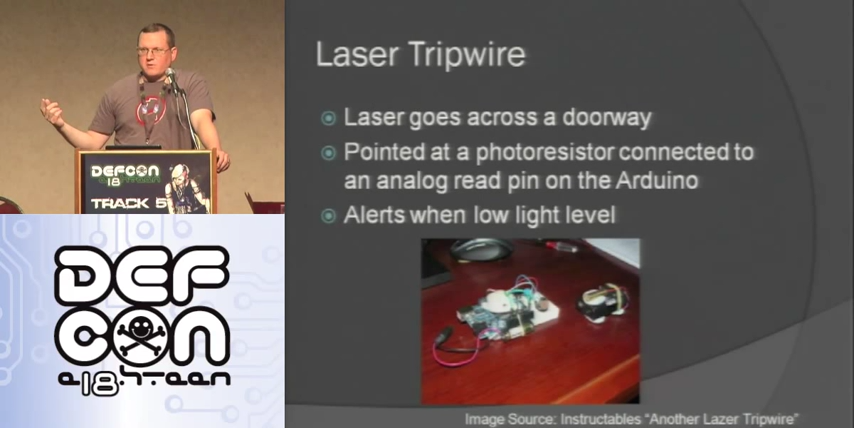 DEFCON
18
TRACK 5
DEF
CON
Laser Tripwire
Laser goes across a doorway
Pointed at a photoresistor connected to
an analog read pin on the Arduino
Alerts when low light level
Image Source: Instructables “Another Lazer Tripwire”